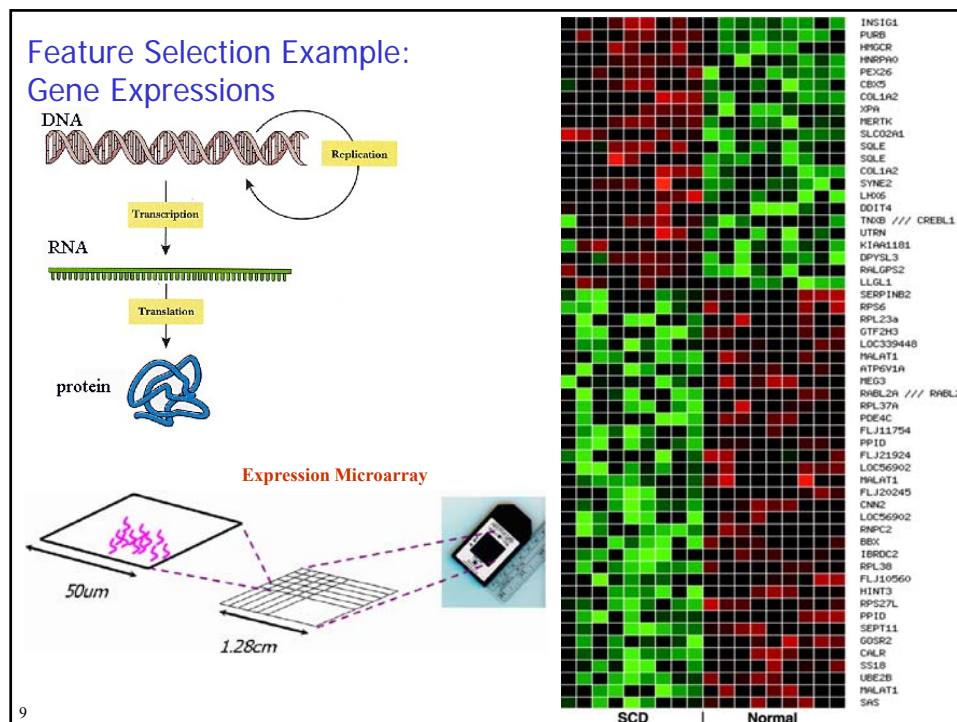 Feature Selection Example:
Gene Expressions
DNA
Replication
Transcription
RNA
Translation
protein
Expression Microarray
50um
1.28cm
INSIG1
PURB
HMGCR
HNRPA0
PEX26
CBX5
COL1A2
XPA
MERTK
SLCO2A1
SQLE
SQLE
COL1A2
SYNE2
LHX6
DDIT4
TNXB /// CREBL1
UTRN
KIAA1181
DPYSL3
RALGPS2
LLGL1
SERPINB2
RPS6
RPL23a
GTF2H3
LOC339448
MALAT1
ATP6V1A
MEG3
RABL2A /// RABL2
RPL37A
PDE4C
FLJ11754
PPID
FLJ21924
LOC56902
MALAT1
FLJ20245
CNN2
LOC56902
RNPC2
BBX
IBRDC2
RPL38
FLJ10560
HINT3
RPS27L
PPID
SEPT11
GOSR2
CALR
SS18
UBE2B
MALAT1
SAS
SCD | Normal
9